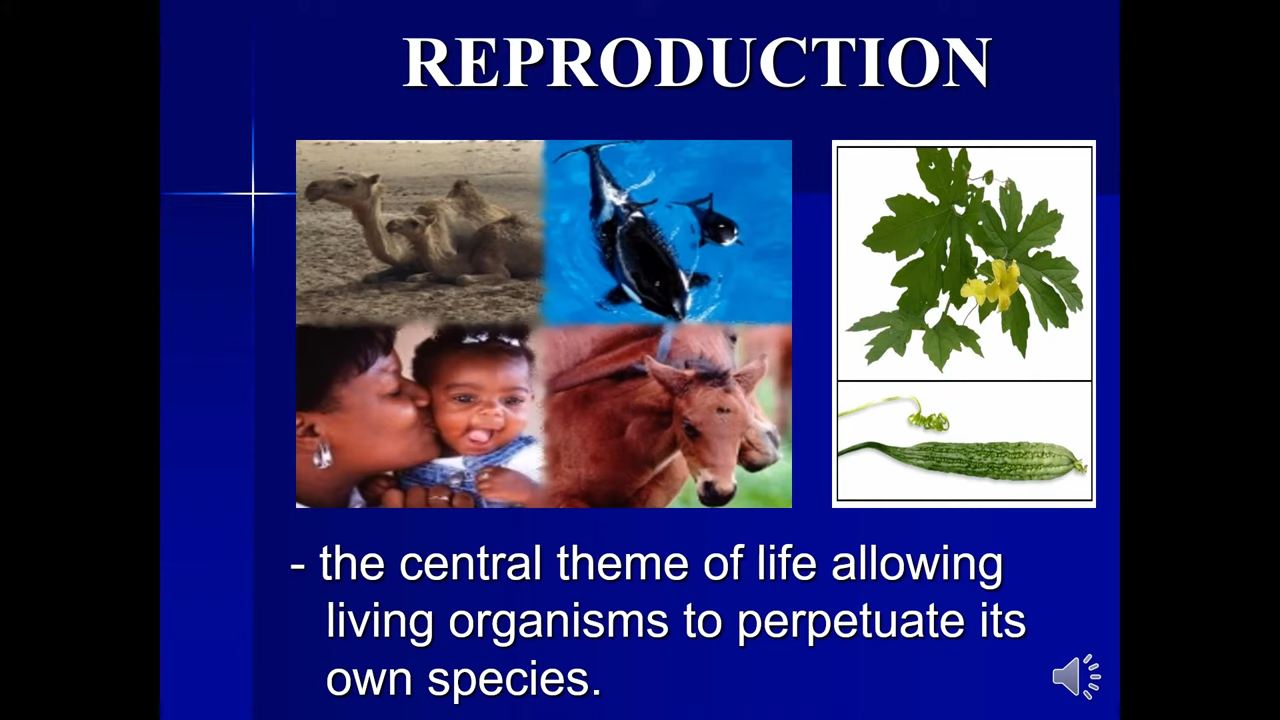 REPRODUCTION
- the central theme of life allowing
living organisms to perpetuate its
own species.